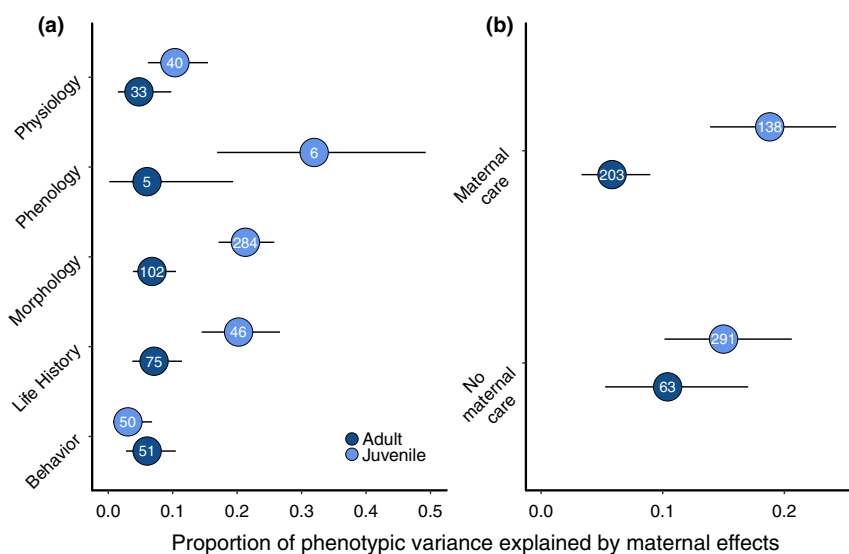 (a)
Physiology
40
33
Phenology
6
5
Morphology
284
102
Life History
46
75
Behavior
50
51
Adult
Juvenile
0.0 0.1 0.2 0.3 0.4 0.5
(b)
Maternal
care
138
203
No
maternal
care
291
63
0.0 0.1 0.2
Proportion of phenotypic variance explained by maternal effects